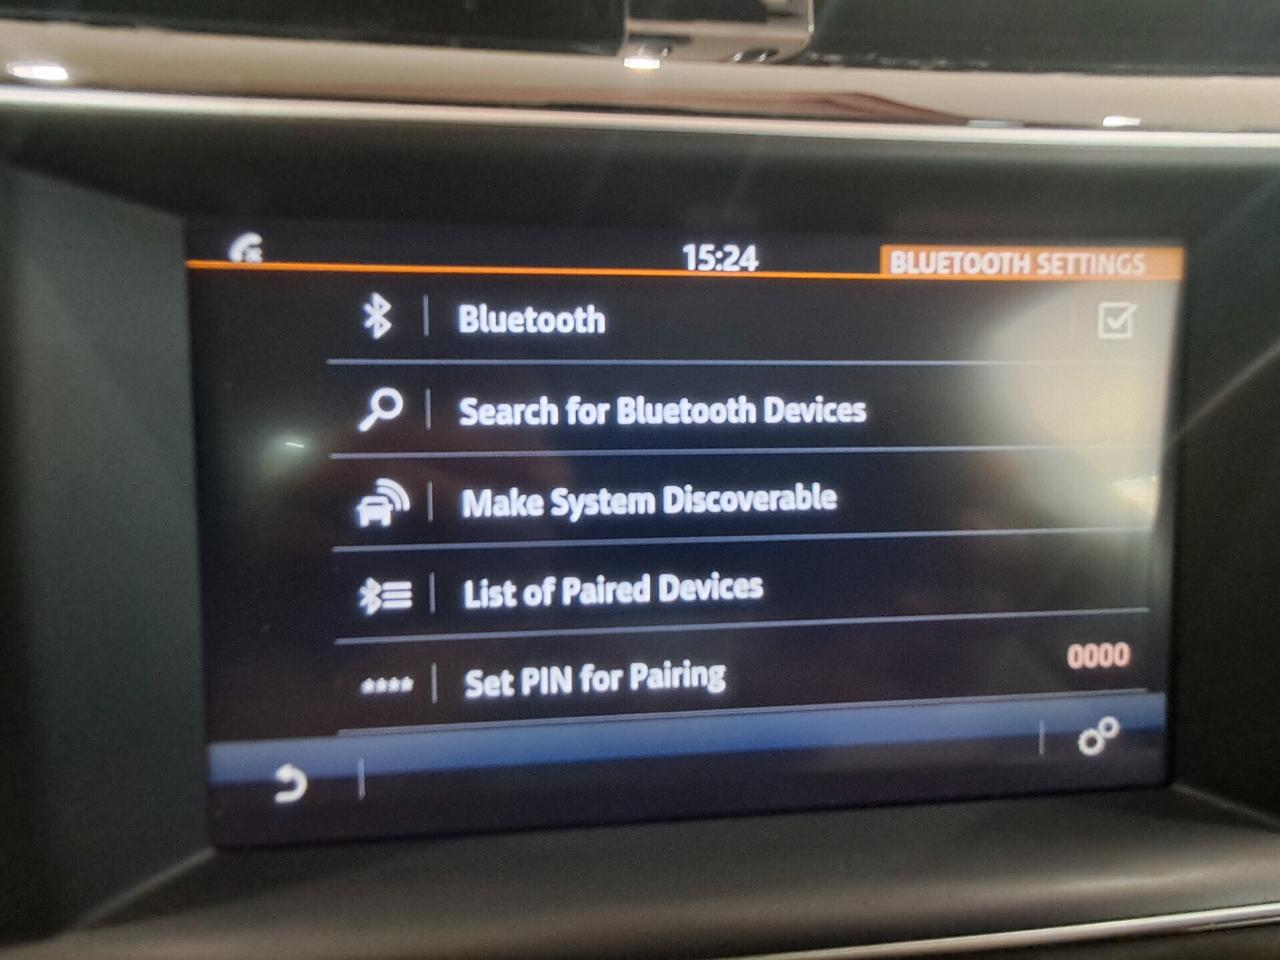 15:24
BLUETOOTH SETTINGS
Bluetooth
Search for Bluetooth Devices
Make System Discoverable
List of Paired Devices
Set PIN for Pairing
0000